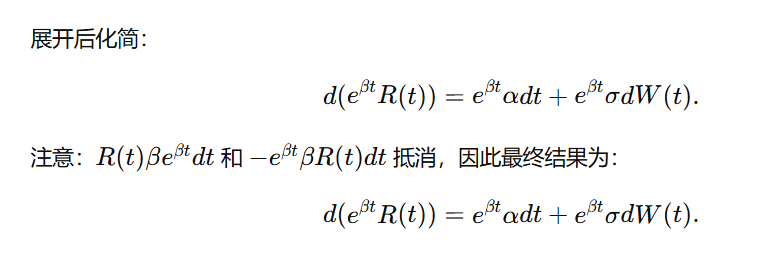 展开后化简：
d(e^{βt}R(t)) = e^{βt}αdt + e^{βt}σdW(t).
注意：R(t)βe^{βt}dt 和 −e^{βt}βR(t)dt 抵消，因此最终结果为：
d(e^{βt}R(t)) = e^{βt}αdt + e^{βt}σdW(t).